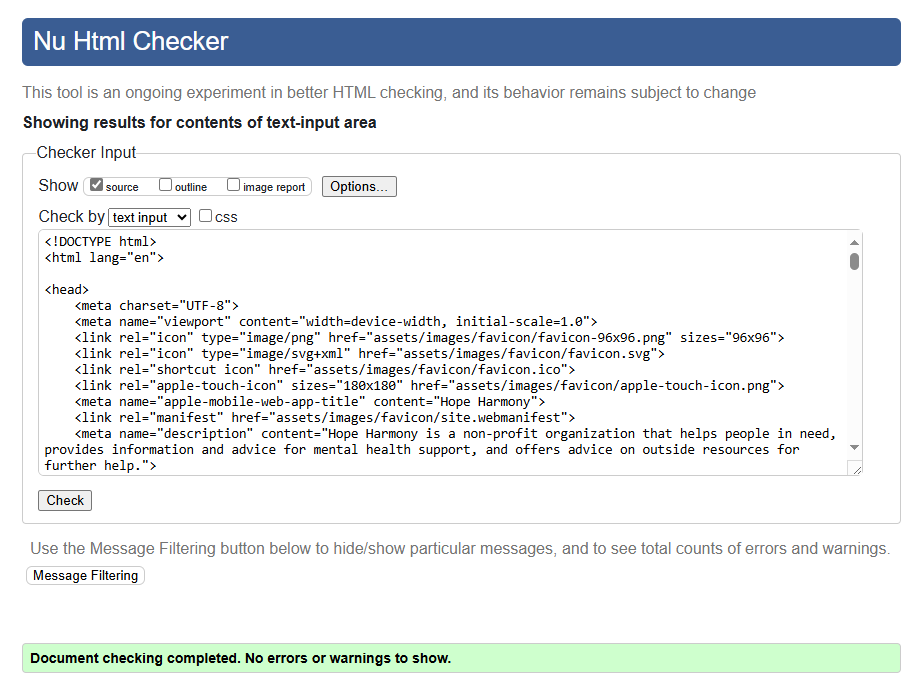 Nu Html Checker
This tool is an ongoing experiment in better HTML checking, and its behavior remains subject to change
Showing results for contents of text-input area
Checker Input
Show source outline image report Options...
Check by text input css
<!DOCTYPE html>
<html lang="en">
<head>
<meta charset="UTF-8">
<meta name="viewport" content="width=device-width, initial-scale=1.0">
<link rel="icon" type="image/png" href="assets/images/favicon/favicon-96x96.png" sizes="96x96">
<link rel="icon" type="image/svg+xml" href="assets/images/favicon/favicon.svg">
<link rel="shortcut icon" href="assets/images/favicon/favicon.ico">
<link rel="apple-touch-icon" sizes="180x180" href="assets/images/favicon/apple-touch-icon.png">
<meta name="apple-mobile-web-app-title" content="Hope Harmony">
<link rel="manifest" href="assets/images/favicon/site.webmanifest">
<meta name="description" content="Hope Harmony is a non-profit organization that helps people in need,
provides information and advice for mental health support, and offers advice on outside resources for
further help.">
Check
Use the Message Filtering button below to hide/show particular messages, and to see total counts of errors and warnings.
Message Filtering
Document checking completed. No errors or warnings to show.